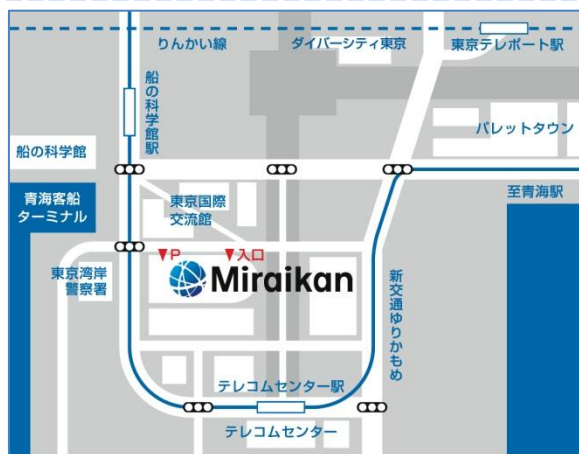 りんかい線
ダイバーシティ東京
東京テレポート駅
船の科学館駅
パレットタウン
船の科学館
青海客船
ターミナル
東京国際
交流館
至青海駅
P
入口
Miraikan
東京湾岸
警察署
新交通ゆりかもめ
テレコムセンター駅
テレコムセンター